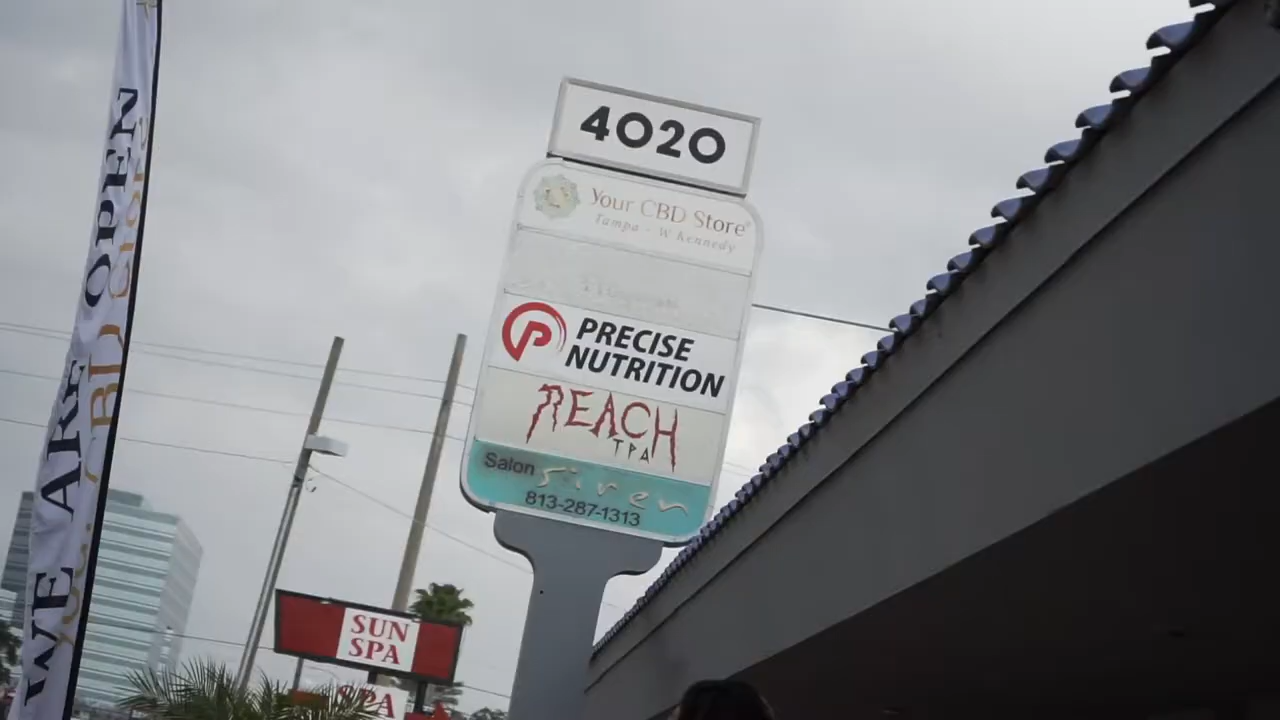 4020
Your CBD Store
Tampa - W Kennedy
PRECISE
NUTRITION
REACH
TPA
Salon Siren
813-287-1313
WE ARE OPEN
SUN
SPA
SPA